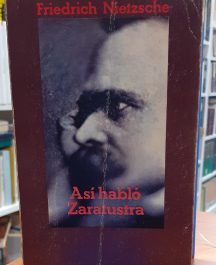 Friedrich Nietzsche
Así habló
Zaratustra